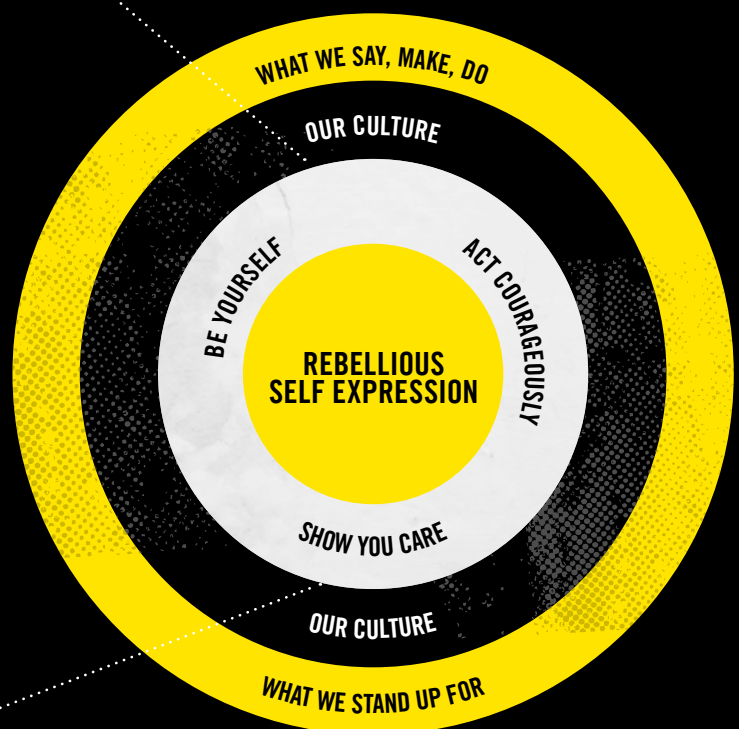 WHAT WE SAY, MAKE, DO
OUR CULTURE
BE YOURSELF
ACT COURAGEOUSLY
REBELLIOUS
SELF EXPRESSION
SHOW YOU CARE
OUR CULTURE
WHAT WE STAND UP FOR